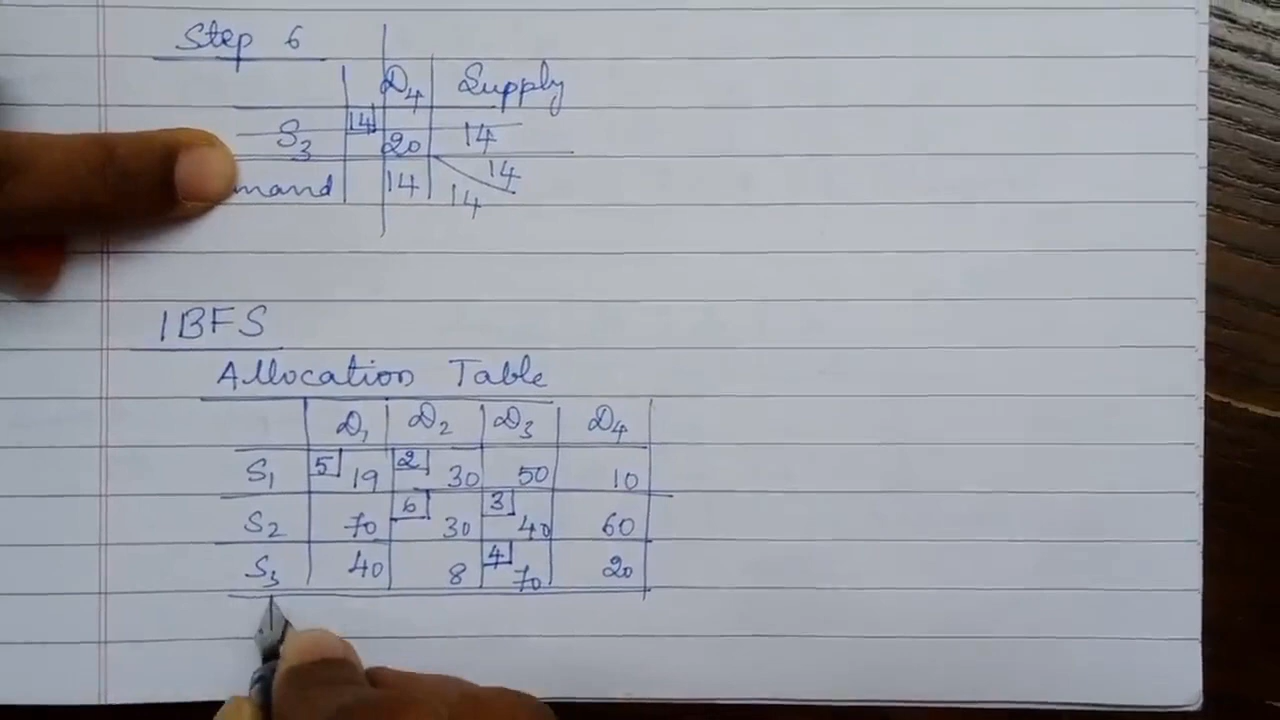 Step 6
D4 Supply
S3 14 20 14
mand 14 14 14
IBFS
Allocation Table
D1 D2 D3 D4
S1 5 19 2 30 50 10
S2 70 6 30 3 40 60
S3 40 8 4 70 20